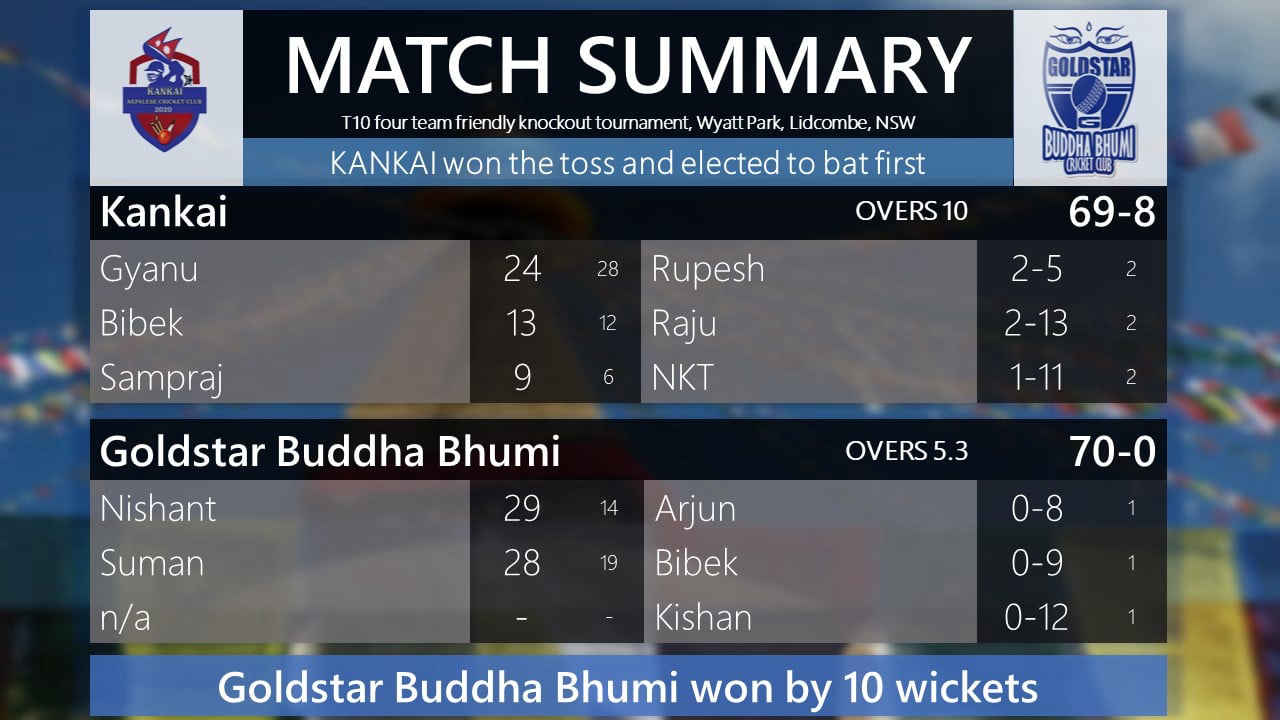 KANKAI
NEPALESE CRICKET CLUB
2020
MATCH SUMMARY
T10 four team friendly knockout tournament, Wyatt Park, Lidcombe, NSW
KANKAI won the toss and elected to bat first
GOLDSTAR
G
BUDDHA BHUMI
CRICKET CLUB
Kankai OVERS 10 69-8
Gyanu 24 28 Rupesh 2-5 2
Bibek 13 12 Raju 2-13 2
Sampraj 9 6 NKT 1-11 2
Goldstar Buddha Bhumi OVERS 5.3 70-0
Nishant 29 14 Arjun 0-8 1
Suman 28 19 Bibek 0-9 1
n/a - - Kishan 0-12 1
Goldstar Buddha Bhumi won by 10 wickets